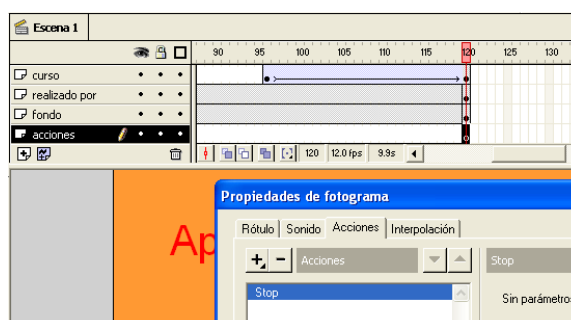 Escena 1
90 95 100 105 110 115 120 125 130
curso
realizado por
fondo
acciones
120 12.0 fps 9.9s
Propiedades de fotograma
Ap
Rótulo Sonido Acciones Interpolación
Acciones Stop
Stop
Sin parámetros